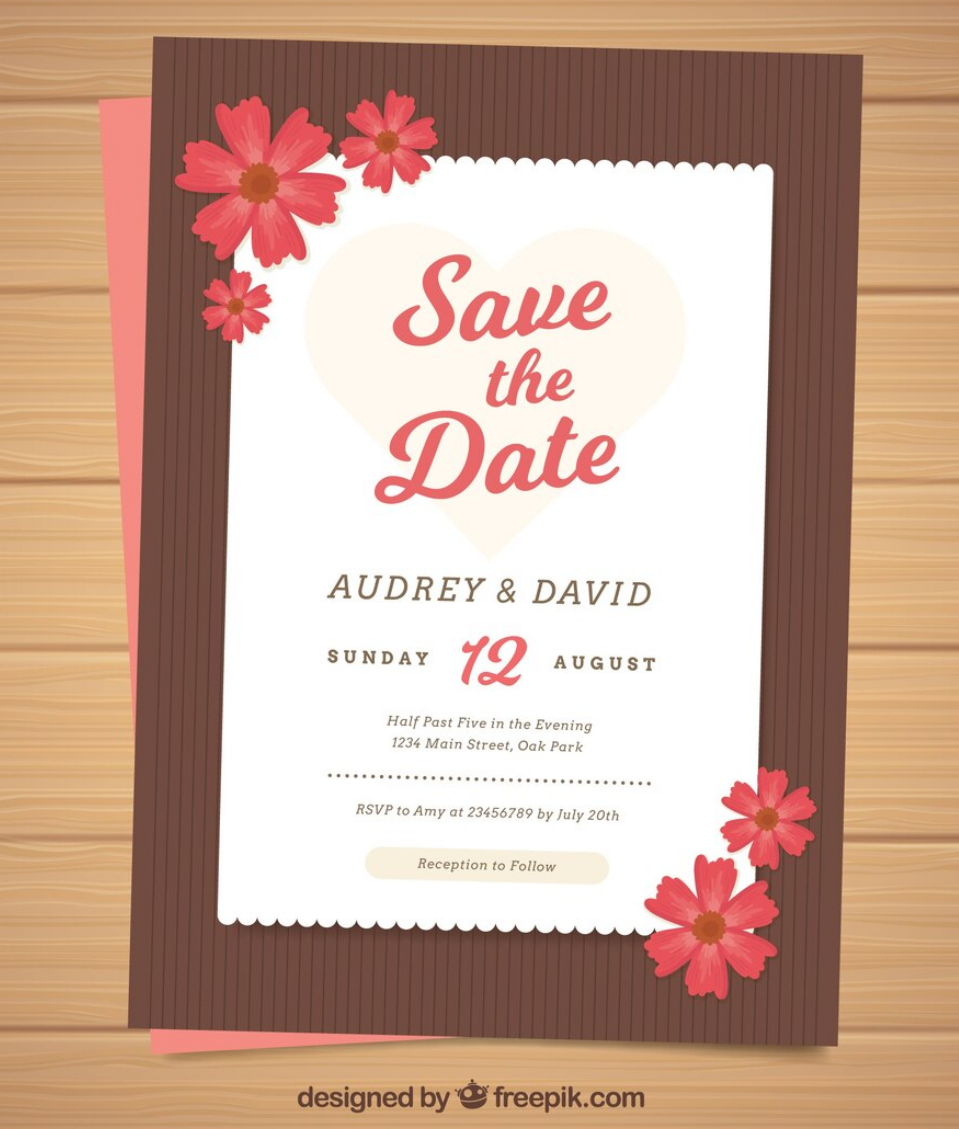 Save
the
Date
AUDREY & DAVID
SUNDAY 12 AUGUST
Half Past Five in the Evening
1234 Main Street, Oak Park
RSVP to Amy at 23456789 by July 20th
Reception to Follow
designed by freepik.com